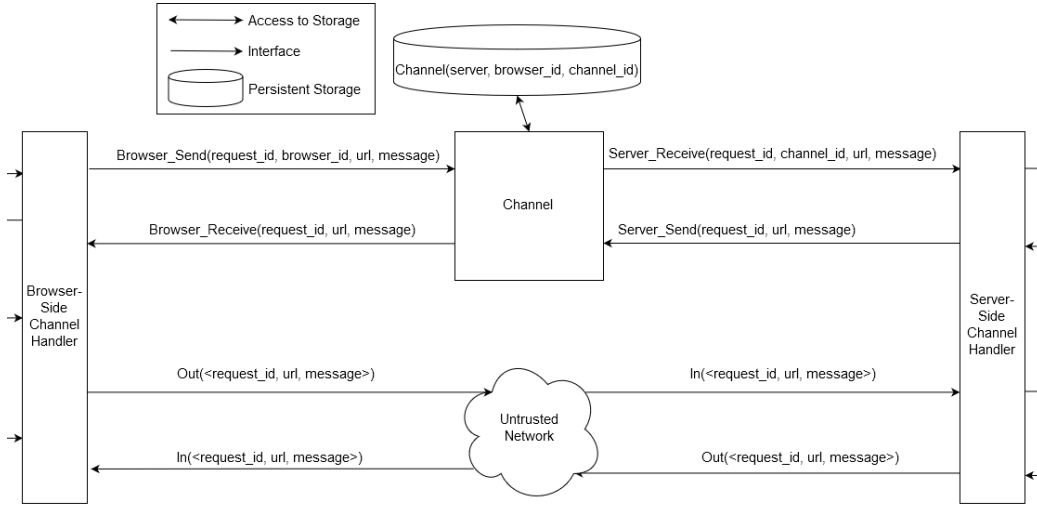 Access to Storage
Interface
Persistent Storage
Channel(server, browser_id, channel_id)
Browser_Send(request_id, browser_id, url, message)
Server_Receive(request_id, channel_id, url, message)
Channel
Browser_Receive(request_id, url, message)
Server_Send(request_id, url, message)
Browser-
Side
Channel
Handler
Server-
Side
Channel
Handler
Out(<request_id, url, message>)
In(<request_id, url, message>)
Untrusted
Network
In(<request_id, url, message>)
Out(<request_id, url, message>)